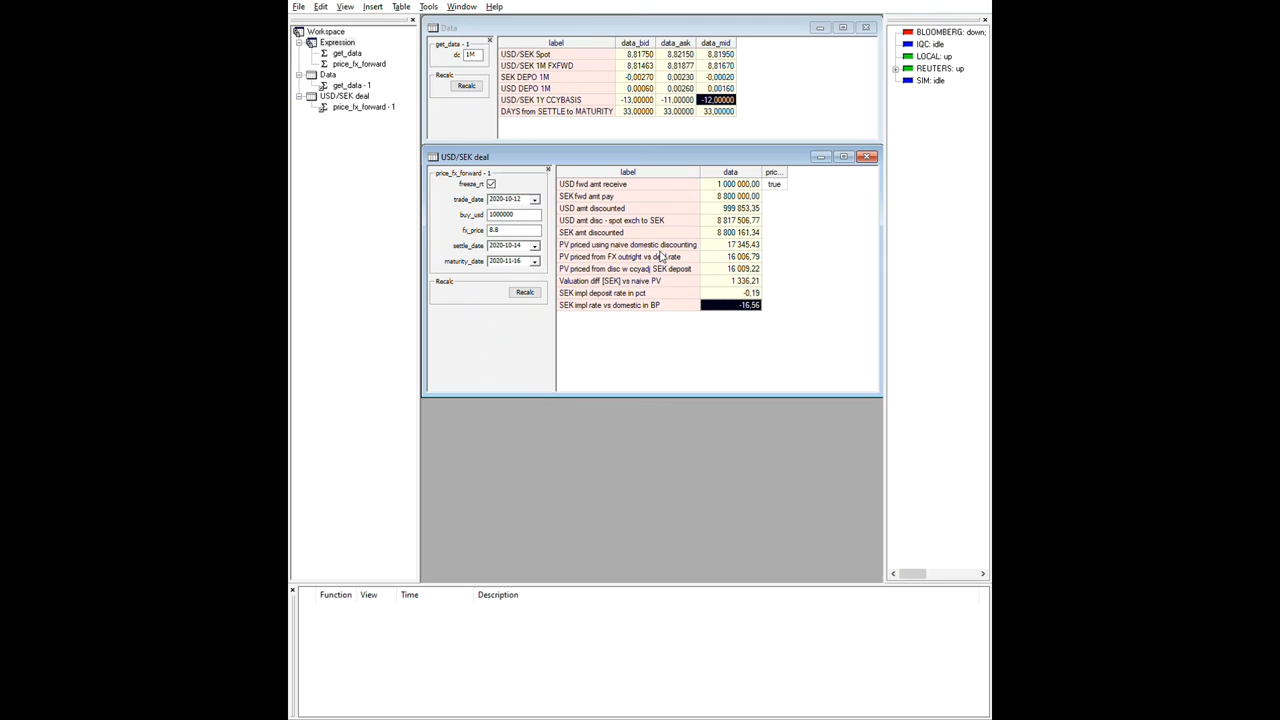 File Edit View Insert Table Tools Window Help
Workspace
Expression
get_data
price_fx_forward
Data
get_data - 1
USD/SEK deal
price_fx_forward - 1
Data
get_data - 1
dc 1M
Recalc
Recalc
label data_bid data_ask data_mid
USD/SEK Spot 8,81750 8,82150 8,81950
USD/SEK 1M FXFWD 8,81463 8,81877 8,81670
SEK DEPO 1M -0,00270 0,00230 -0,00020
USD DEPO 1M 0,00060 0,00260 0,00160
USD/SEK 1Y CCYBASIS -13,00000 -11,00000 -12,00000
DAYS from SETTLE to MATURITY 33,00000 33,00000 33,00000
USD/SEK deal
price_fx_forward - 1
freeze_rt
trade_date 2020-10-12
buy_usd 1000000
fx_price 8.8
settle_date 2020-10-14
maturity_date 2020-11-16
Recalc
Recalc
label data pric...
USD fwd amt receive 1 000 000,00 true
SEK fwd amt pay 8 800 000,00
USD amt discounted 999 853,35
USD amt disc - spot exch to SEK 8 817 506,77
SEK amt discounted 8 800 161,34
PV priced using naive domestic discounting 17 345,43
PV priced from FX outright vs deal rate 16 006,79
PV priced from disc w ccyadj SEK deposit 16 009,22
Valuation diff [SEK] vs naive PV 1 336,21
SEK impl deposit rate in pct -0,19
SEK impl rate vs domestic in BP -16,56
BLOOMBERG: down;
IQC: idle
LOCAL: up
REUTERS: up
SIM: idle
Function View Time Description